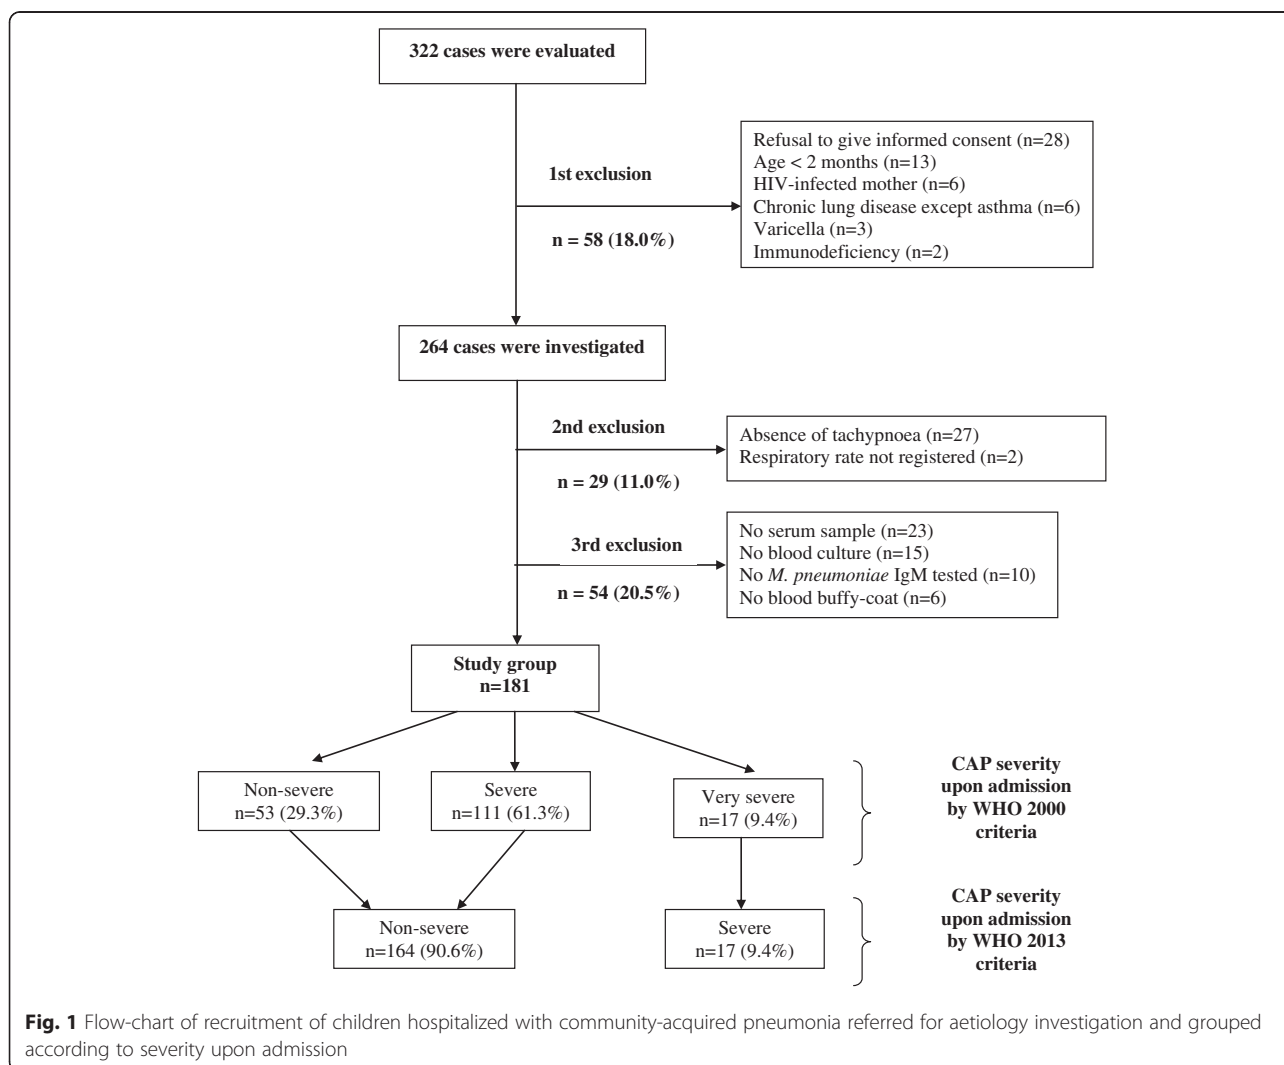 322 cases were evaluated
1st exclusion
n = 58 (18.0%)
Refusal to give informed consent (n=28)
Age < 2 months (n=13)
HIV-infected mother (n=6)
Chronic lung disease except asthma (n=6)
Varicella (n=3)
Immunodeficiency (n=2)
264 cases were investigated
2nd exclusion
n = 29 (11.0%)
Absence of tachypnoea (n=27)
Respiratory rate not registered (n=2)
3rd exclusion
n = 54 (20.5%)
No serum sample (n=23)
No blood culture (n=15)
No M. pneumoniae IgM tested (n=10)
No blood buffy-coat (n=6)
Study group
n=181
Non-severe
n=53 (29.3%)
Severe
n=111 (61.3%)
Very severe
n=17 (9.4%)
CAP severity
upon admission
by WHO 2000
criteria
Non-severe
n=164 (90.6%)
Severe
n=17 (9.4%)
CAP severity
upon admission
by WHO 2013
criteria
Fig. 1 Flow-chart of recruitment of children hospitalized with community-acquired pneumonia referred for aetiology investigation and grouped
according to severity upon admission